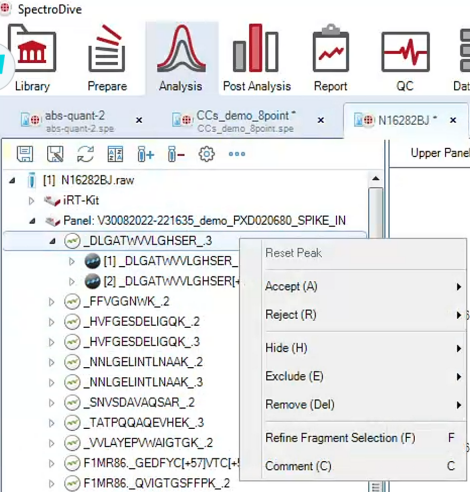 SpectroDive
Library
Prepare
Analysis
Post Analysis
Report
QC
Dat
abs-quant-2 ×
abs-quant-2.spe
CCs_demo_8point * ×
CCs_demo_8point.spe
N16282BJ * ×
[1] N16282BJ.raw
Upper Panel
iRT-Kit
Panel: V30082022-221635_demo_PXD020680_SPIKE_IN
_DLGATWVVLGHSER_.3
[1] _DLGATWVVLGHSER_
[2] _DLGATWVVLGHSER[+
_FFVGGNWK_.2
_HVFGESDELIGQK_.2
_HVFGESDELIGQK_.3
_NNLGELINTLNAAK_.2
_NNLGELINTLNAAK_.3
_SNVSDAVAQSAR_.2
_TATPQQAQEVHEK_.3
_VVLAYEPVWAIGTGK_.2
F1MR86._GEDFYC[+57]VTC[+5
F1MR86._QVIGTGSFFPK_.2
Reset Peak
Accept (A)
Reject (R)
Hide (H)
Exclude (E)
Remove (Del)
Refine Fragment Selection (F) F
Comment (C) C